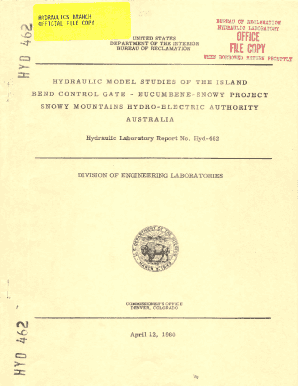 HYDRAULICS BRANCH
OFFICIAL FILE COPY
BUREAU OF RECLAMATION
HYDRAULIC LABORATORY
OFFICE
FILE COPY
WHEN BORROWED RETURN PROMPTLY
HYD 462
UNITED STATES
DEPARTMENT OF THE INTERIOR
BUREAU OF RECLAMATION
HYDRAULIC MODEL STUDIES OF THE ISLAND
BEND CONTROL GATE - EUCUMBENE-SNOWY PROJECT
SNOWY MOUNTAINS HYDRO-ELECTRIC AUTHORITY
AUSTRALIA
Hydraulic Laboratory Report No. Hyd-462
DIVISION OF ENGINEERING LABORATORIES
COMMISSIONER'S OFFICE
DENVER, COLORADO
HYD 462
April 12, 1960